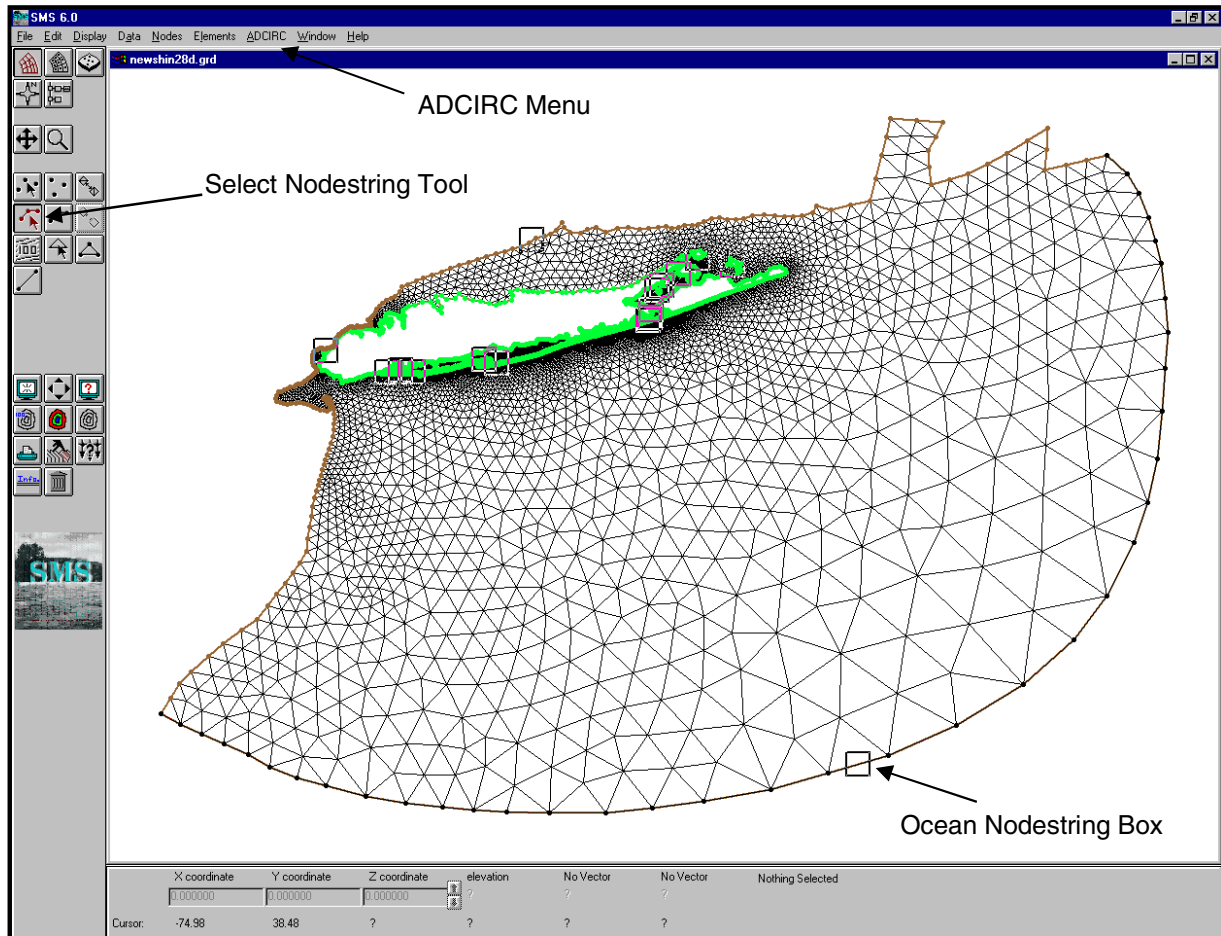 SMS 6.0
File Edit Display Data Nodes Elements ADCIRC Window Help
newshin28d.grd
ADCIRC Menu
Select Nodestring Tool
Ocean Nodestring Box
100
100
Info.
SMS
X coordinate Y coordinate Z coordinate elevation No Vector No Vector Nothing Selected
0.000000 0.000000 0.000000 ? ? ?
Cursor: -74.98 38.48 ? ? ?